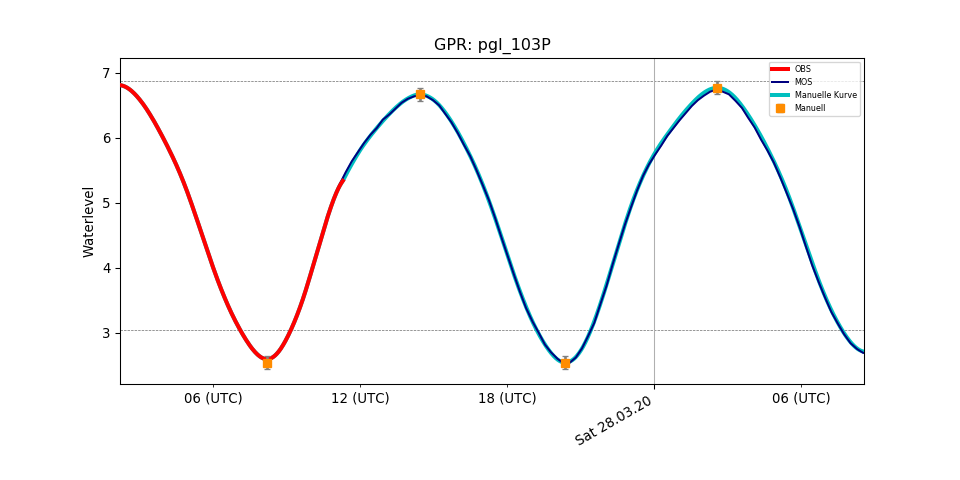 GPR: pgl_103P
OBS
MOS
Manuelle Kurve
Manuell
Waterlevel
7
6
5
4
3
06 (UTC)
12 (UTC)
18 (UTC)
Sat 28.03.20
06 (UTC)